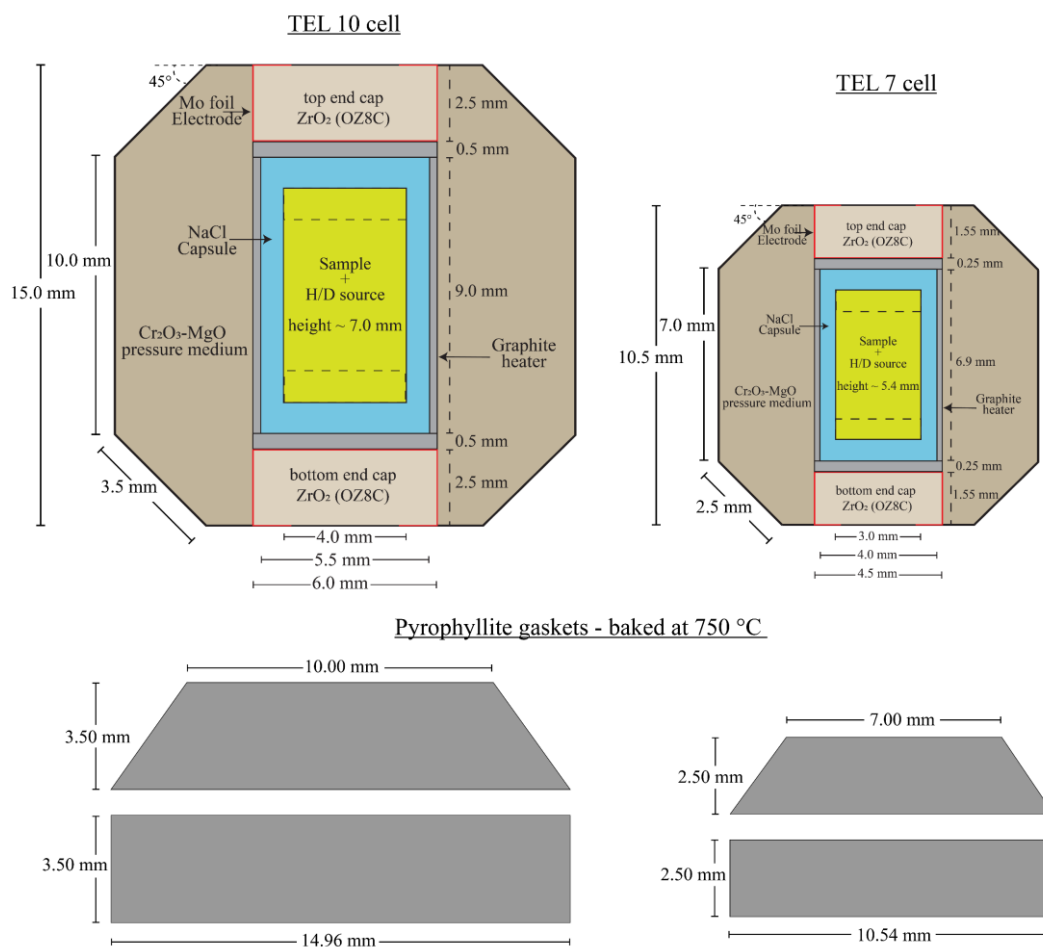 TEL 10 cell
45°
Mo foil
Electrode
top end cap
ZrO₂ (OZ8C)
2.5 mm
0.5 mm
NaCl
Capsule
10.0 mm
15.0 mm
Sample
+
H/D source
height ~ 7.0 mm
9.0 mm
Cr₂O₃-MgO
pressure medium
Graphite
heater
0.5 mm
bottom end cap
ZrO₂ (OZ8C)
2.5 mm
3.5 mm
4.0 mm
5.5 mm
6.0 mm
TEL 7 cell
45°
Mo foil
Electrode
top end cap
ZrO₂ (OZ8C)
1.55 mm
0.25 mm
NaCl
Capsule
7.0 mm
10.5 mm
Sample
+
H/D source
height ~ 5.4 mm
6.9 mm
Cr₂O₃-MgO
pressure medium
Graphite
heater
0.25 mm
bottom end cap
ZrO₂ (OZ8C)
1.55 mm
2.5 mm
3.0 mm
4.0 mm
4.5 mm
Pyrophyllite gaskets - baked at 750 °C
10.00 mm
3.50 mm
3.50 mm
14.96 mm
7.00 mm
2.50 mm
2.50 mm
10.54 mm